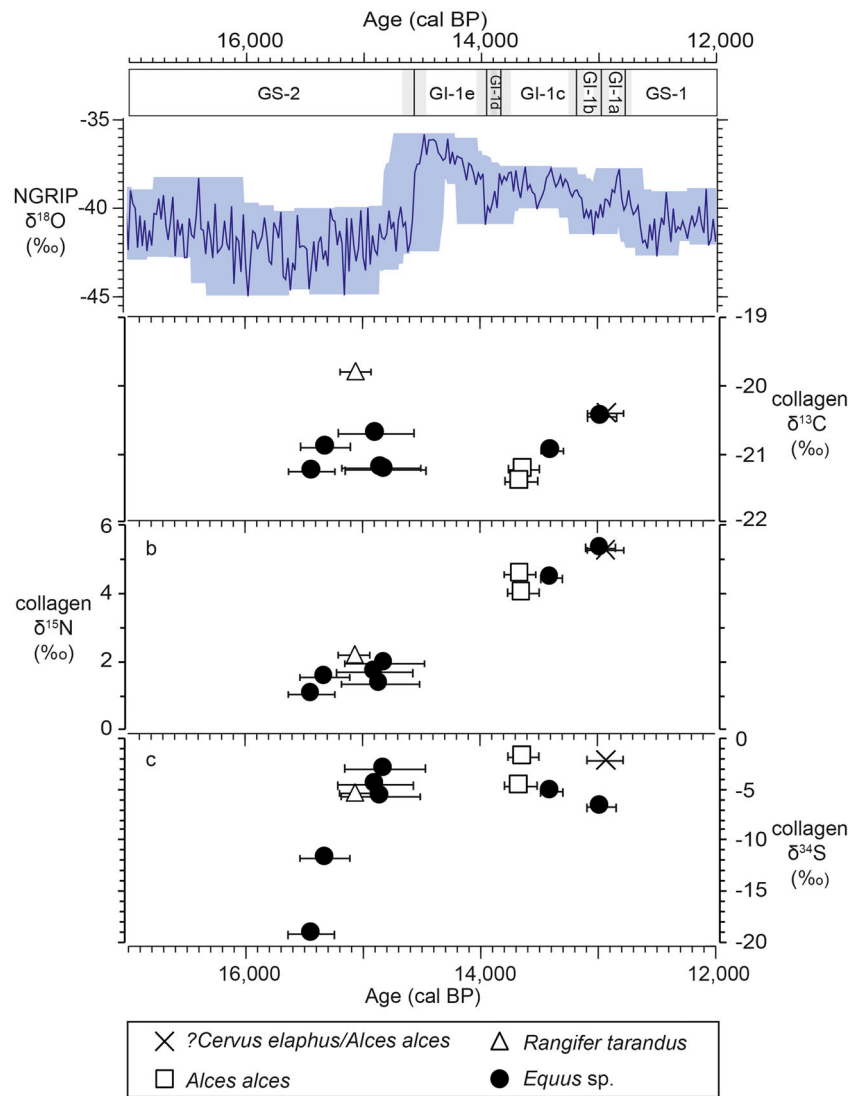 Age (cal BP)
16,000 14,000 12,000
GS-2 GI-1e GI-1d GI-1c GI-1b GI-1a GS-1
-35
NGRIP
δ¹⁸O
(‰)
-40
-45
-19
-20
collagen
δ¹³C
(‰)
-21
-22
6
b
4
collagen
δ¹⁵N
(‰)
2
0
0
c
-5
-10
collagen
δ³⁴S
(‰)
-15
-20
16,000 14,000 12,000
Age (cal BP)
?Cervus elaphus/Alces alces Rangifer tarandus
Alces alces Equus sp.